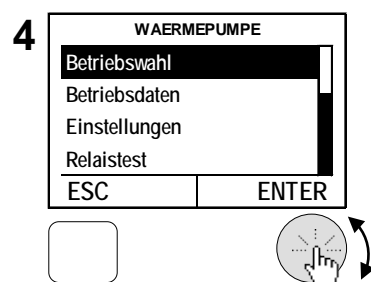 4
WAERMEPUMPE
Betriebswahl
Betriebsdaten
Einstellungen
Relaistest
ESC ENTER